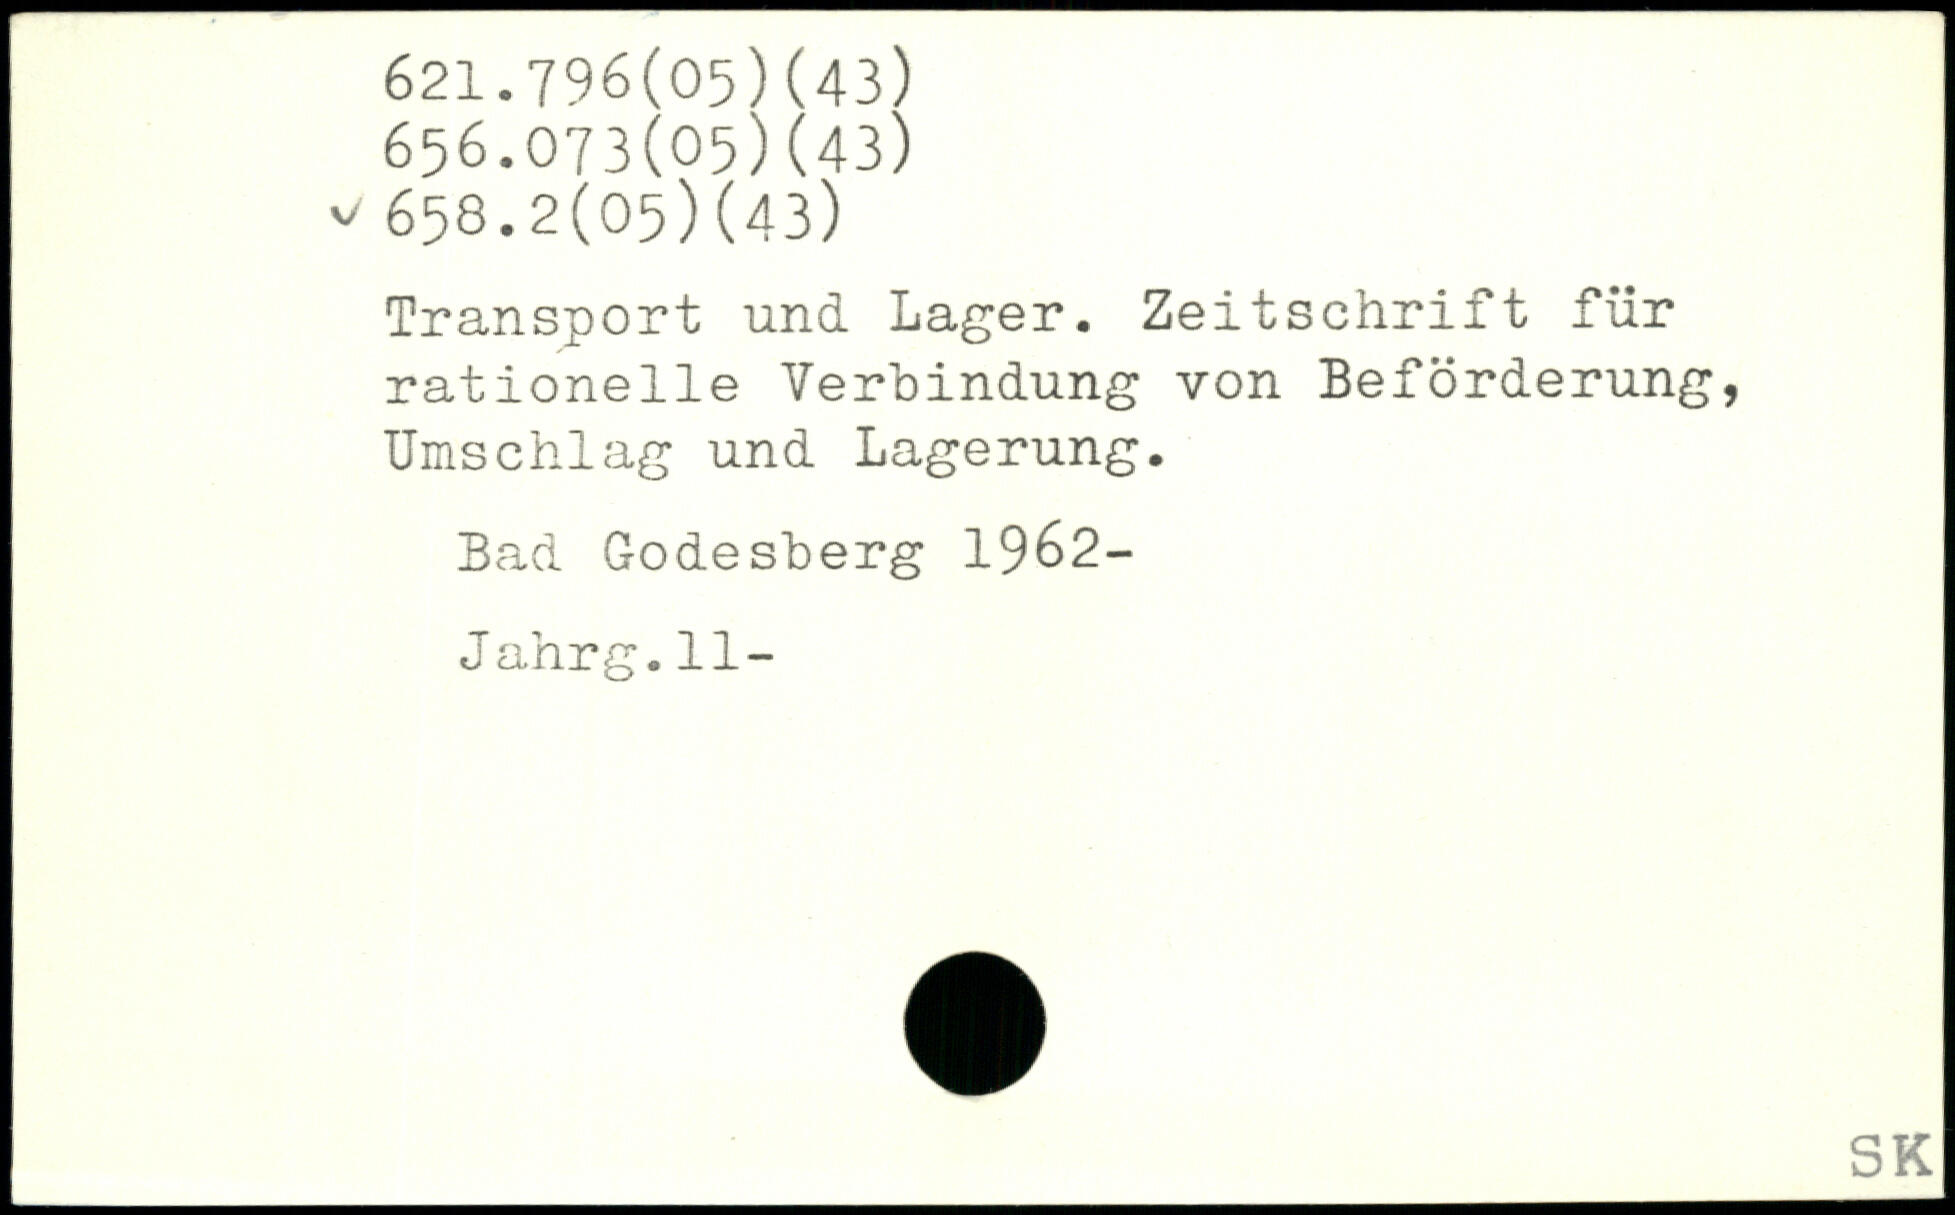 621.796(05)(43)
656.073(05)(43)
✓ 658.2(05)(43)
Transport und Lager. Zeitschrift für
rationelle Verbindung von Beförderung,
Umschlag und Lagerung.
Bad Godesberg 1962-
Jahrg.11-
SK